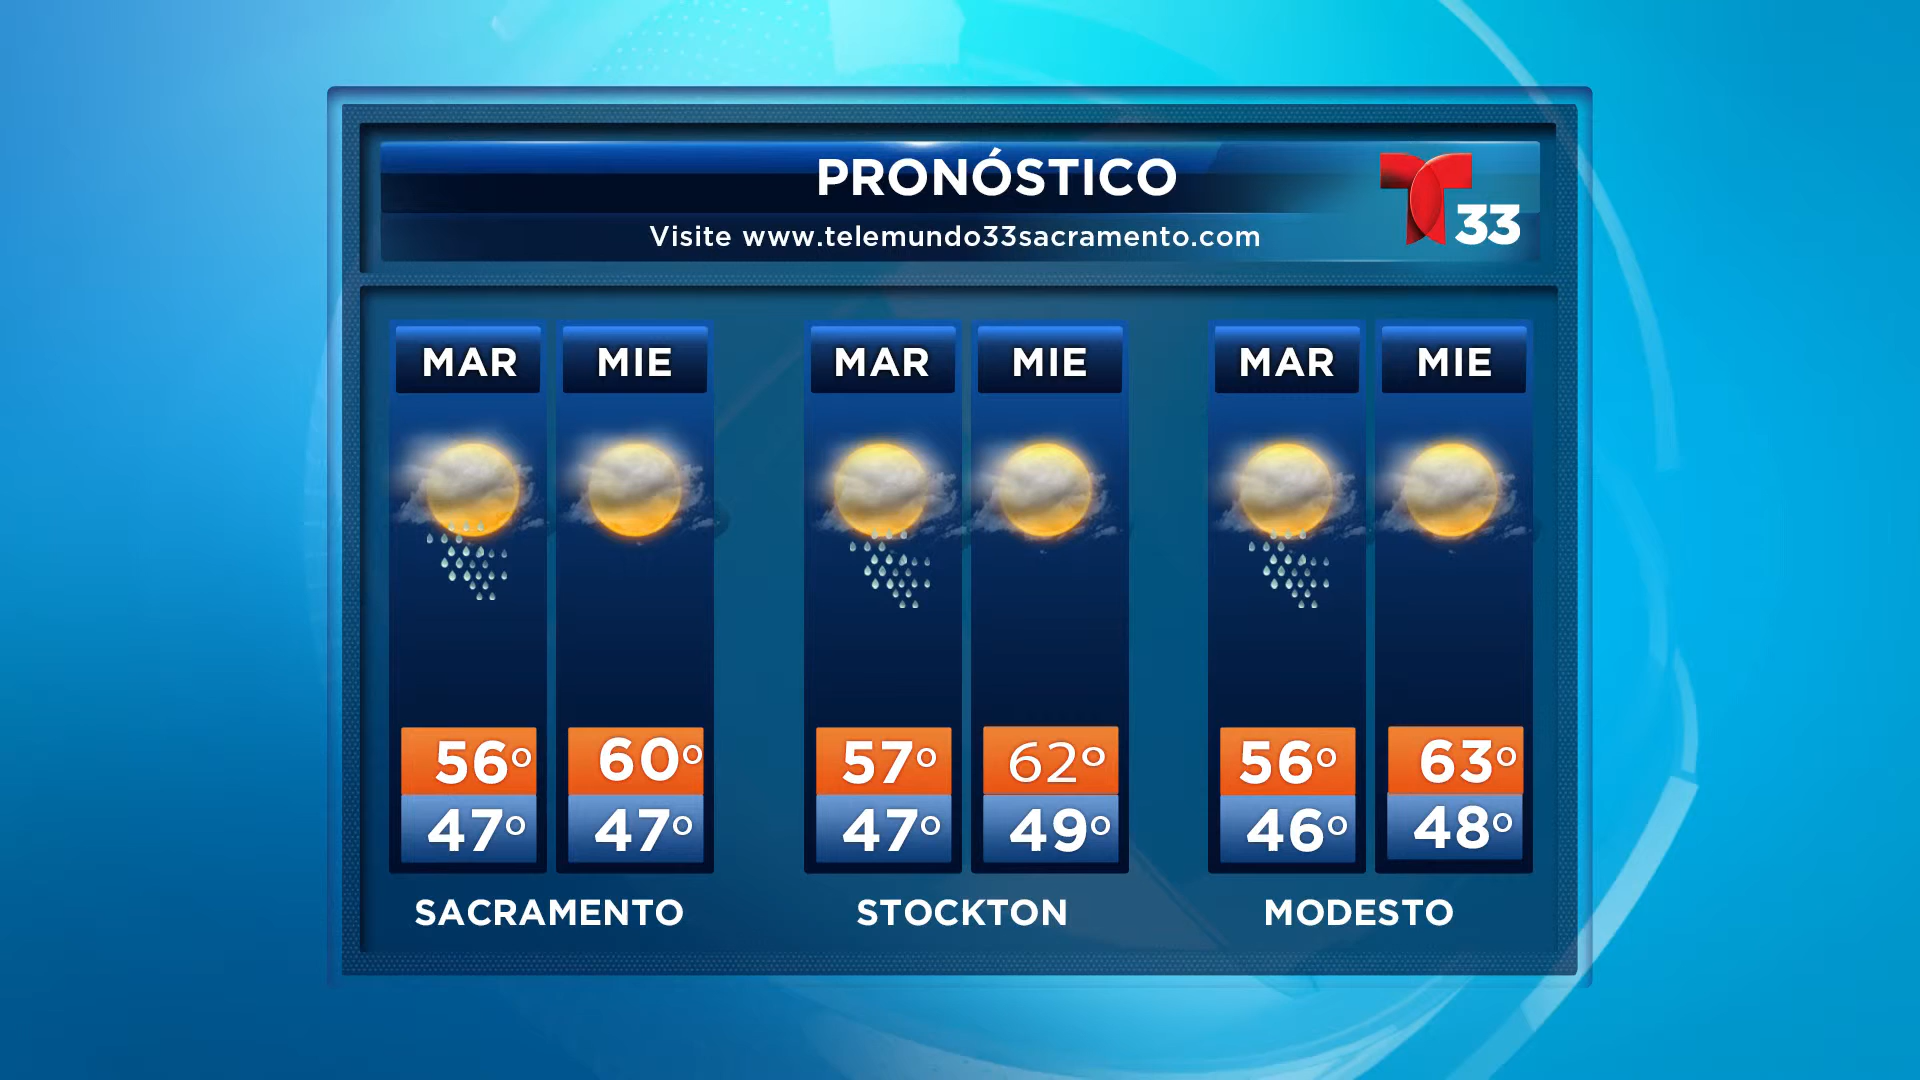 PRONÓSTICO
Visite www.telemundo33sacramento.com
33
MAR MIE
56° 60°
47° 47°
SACRAMENTO
MAR MIE
57° 62°
47° 49°
STOCKTON
MAR MIE
56° 63°
46° 48°
MODESTO